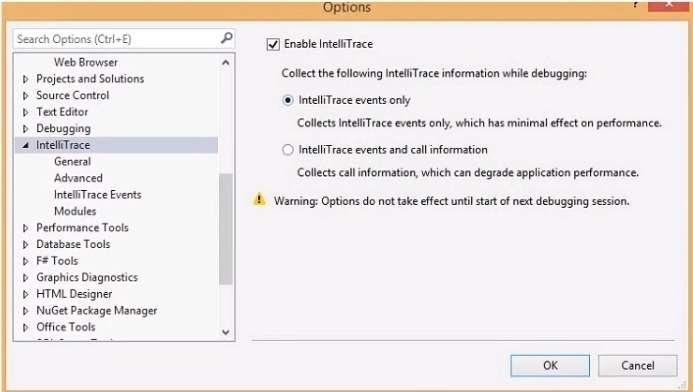 Options
?
Search Options (Ctrl+E)
Web Browser
Projects and Solutions
Source Control
Text Editor
Debugging
IntelliTrace
General
Advanced
IntelliTrace Events
Modules
Performance Tools
Database Tools
F# Tools
Graphics Diagnostics
HTML Designer
NuGet Package Manager
Office Tools
Enable IntelliTrace
Collect the following IntelliTrace information while debugging:
IntelliTrace events only
Collects IntelliTrace events only, which has minimal effect on performance.
IntelliTrace events and call information
Collects call information, which can degrade application performance.
Warning: Options do not take effect until start of next debugging session.
OK
Cancel